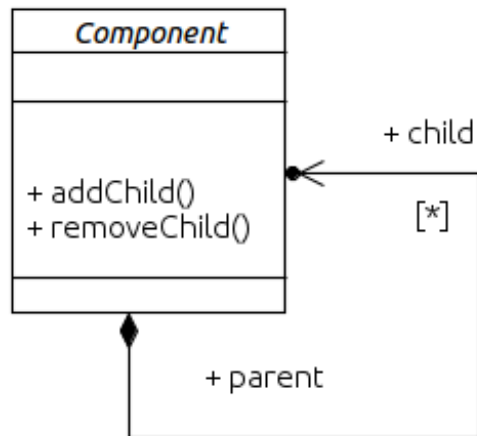 Component
+ child
+ addChild()
+ removeChild()
[*]
+ parent